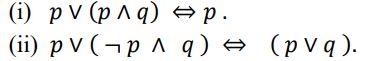 (i) p ∨ (p ∧ q) ⇔ p .
(ii) p ∨ ( ¬ p ∧ q ) ⇔ ( p ∨ q ).